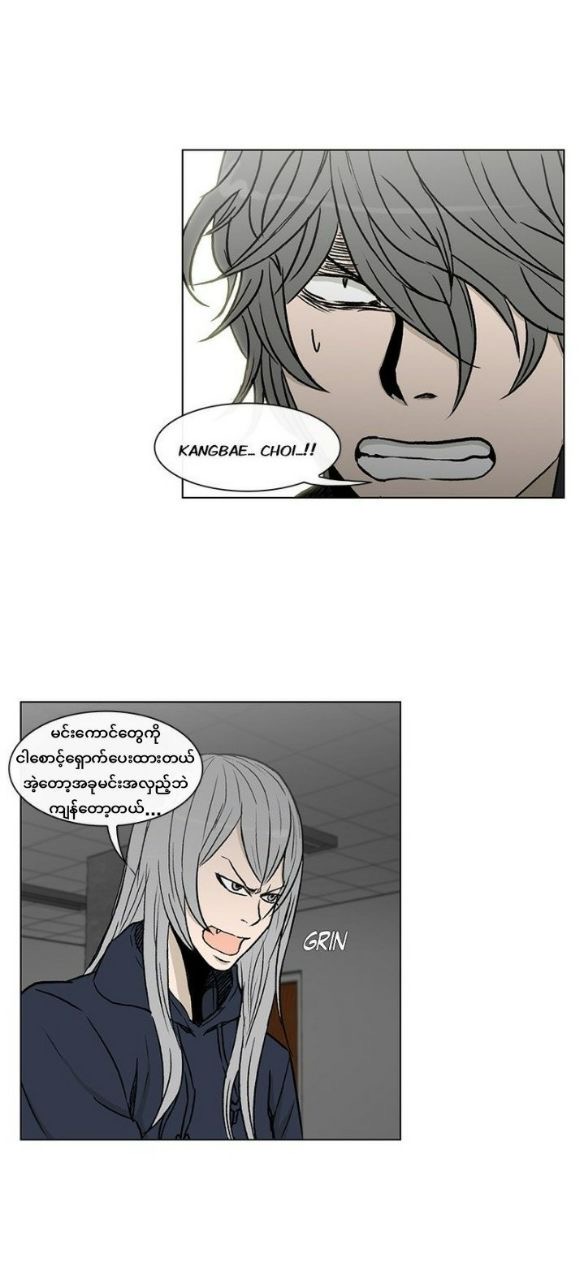 KANGBAE... CHOI...!!
မင်းကောင်တွေကို
ငါစောင့်ရှောက်ပေးထားတယ်
အဲ့တော့အခုမင်းအလှည့်ဘဲ
ကျန်တော့တယ်...
GRIN